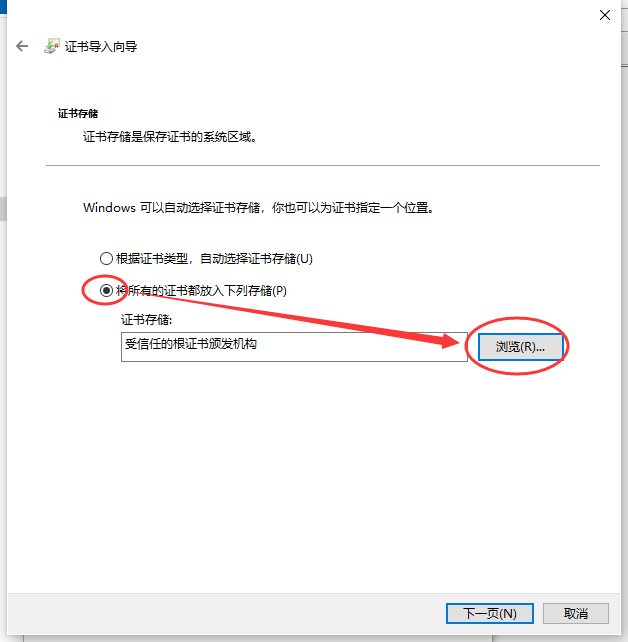 证书导入向导
证书存储
证书存储是保存证书的系统区域。
Windows 可以自动选择证书存储，你也可以为证书指定一个位置。
根据证书类型，自动选择证书存储(U)
将所有的证书都放入下列存储(P)
证书存储:
受信任的根证书颁发机构
浏览(R)...
下一页(N)
取消